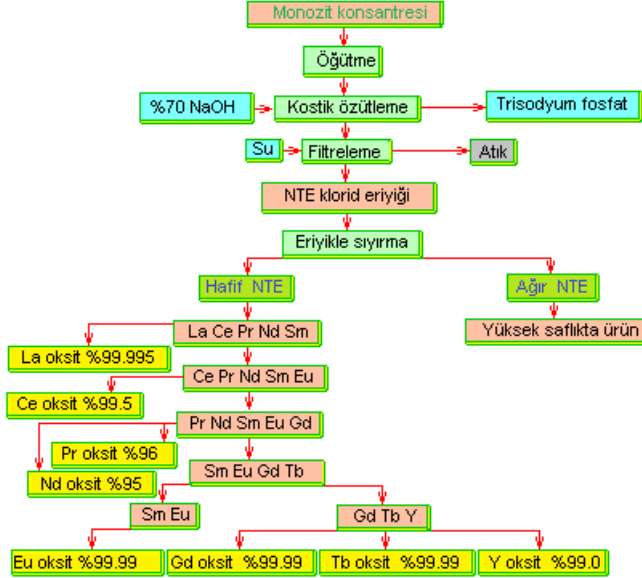 Monozit konsantresi
Öğütme
%70 NaOH
Kostik özütleme
Trisodyum fosfat
Su
Filtreleme
Atık
NTE klorid eriyiği
Eriyikle sıyırma
Hafif NTE
Ağır NTE
La Ce Pr Nd Sm
Yüksek saflıkta ürün
La oksit %99.995
Ce Pr Nd Sm Eu
Ce oksit %99.5
Pr Nd Sm Eu Gd
Pr oksit %96
Nd oksit %95
Sm Eu Gd Tb
Sm Eu
Gd Tb Y
Eu oksit %99.99
Gd oksit %99.99
Tb oksit %99.99
Y oksit %99.0